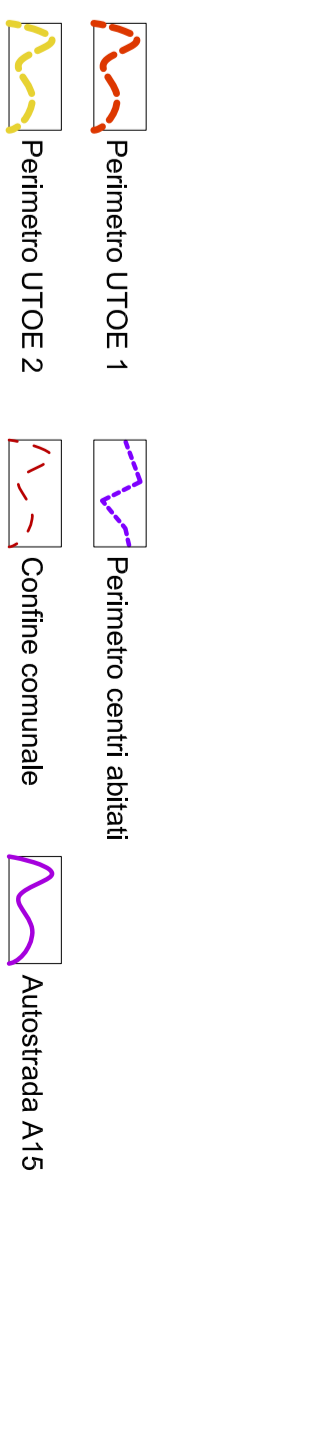 Perimetro UTOE 1
Perimetro centri abitati
Perimetro UTOE 2
Confine comunale
Autostrada A15